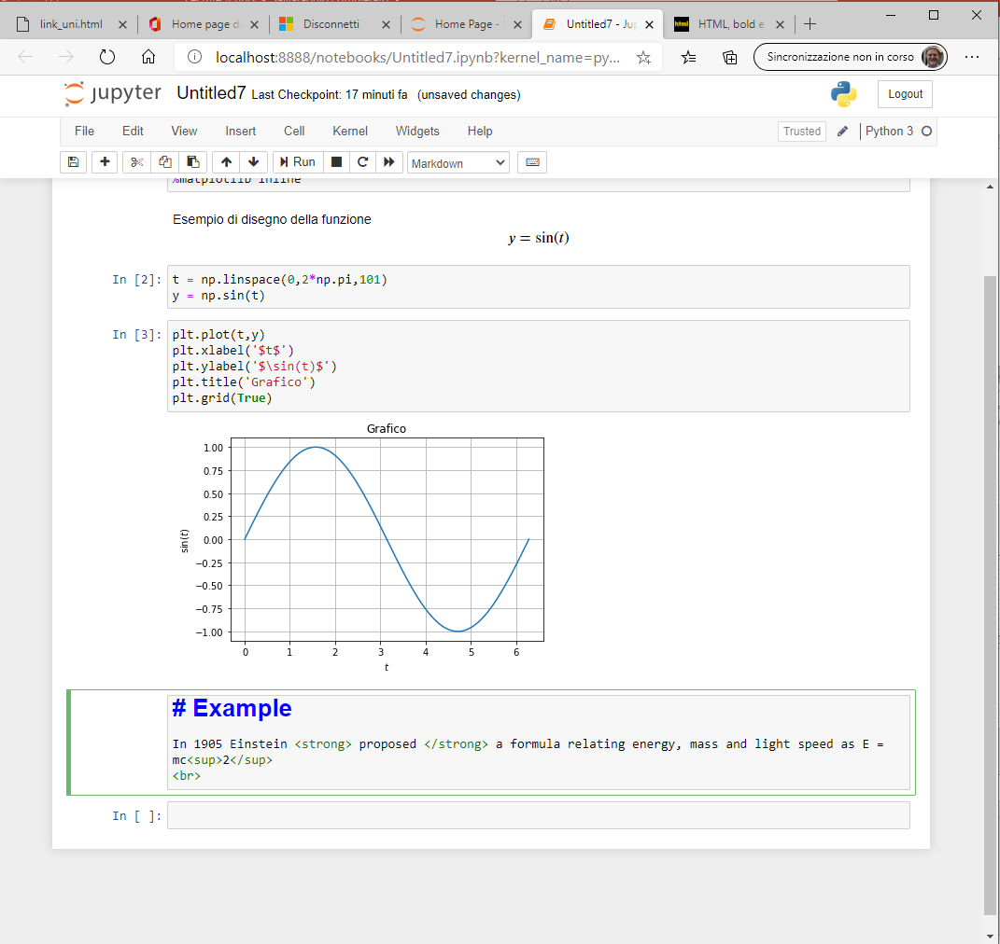 link_uni.html
Home page d
Disconnetti
Home Page -
Untitled7 - Ju
html HTML, bold e
localhost:8888/notebooks/Untitled7.ipynb?kernel_name=py...
Sincronizzazione non in corso
jupyter Untitled7 Last Checkpoint: 17 minuti fa (unsaved changes)
Logout
File Edit View Insert Cell Kernel Widgets Help
Trusted
Python 3
Run
Markdown
%matplotlib inline
Esempio di disegno della funzione
y = sin(t)
In [2]: t = np.linspace(0,2*np.pi,101)
y = np.sin(t)
In [3]: plt.plot(t,y)
plt.xlabel('$t$')
plt.ylabel('$\sin(t)$')
plt.title('Grafico')
plt.grid(True)
Grafico
1.00
0.75
0.50
0.25
0.00
−0.25
−0.50
−0.75
−1.00
sin(t)
0 1 2 3 4 5 6
t
# Example
In 1905 Einstein <strong> proposed </strong> a formula relating energy, mass and light speed as E =
mc<sup>2</sup>
<br>
In [ ]: